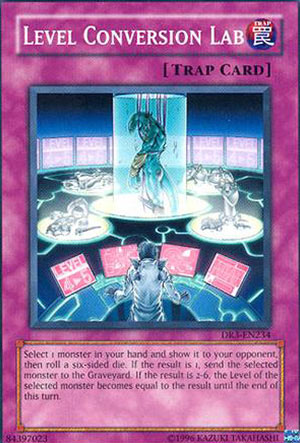 LEVEL CONVERSION LAB
TRAP
罠
[TRAP CARD]
LEVEL
DR3-EN234
Select 1 monster in your hand and show it to your opponent,
then roll a six-sided die. If the result is 1, send the selected
monster to the Graveyard. If the result is 2-6, the Level of the
selected monster becomes equal to the result until the end of
this turn.
84397023
©1996 KAZUKI TAKAHASHI